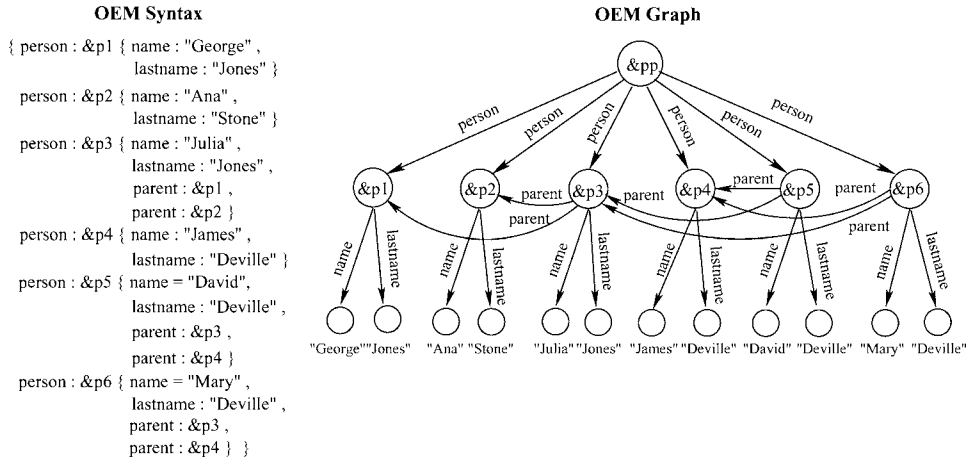 OEM Syntax
{ person : &p1 { name : "George" ,
lastname : "Jones" }
person : &p2 { name : "Ana" ,
lastname : "Stone" }
person : &p3 { name : "Julia" ,
lastname : "Jones" ,
parent : &p1 ,
parent : &p2 }
person : &p4 { name : "James" ,
lastname : "Deville" }
person : &p5 { name = "David",
lastname : "Deville" ,
parent : &p3 ,
parent : &p4 }
person : &p6 { name = "Mary" ,
lastname : "Deville" ,
parent : &p3 ,
parent : &p4 } }
OEM Graph
&pp
person person person person person person
&p1 &p2 &p3 &p4 &p5 &p6
parent parent parent parent parent parent
name lastname name lastname name lastname name lastname name lastname name lastname
"George" "Jones" "Ana" "Stone" "Julia" "Jones" "James" "Deville" "David" "Deville" "Mary" "Deville"